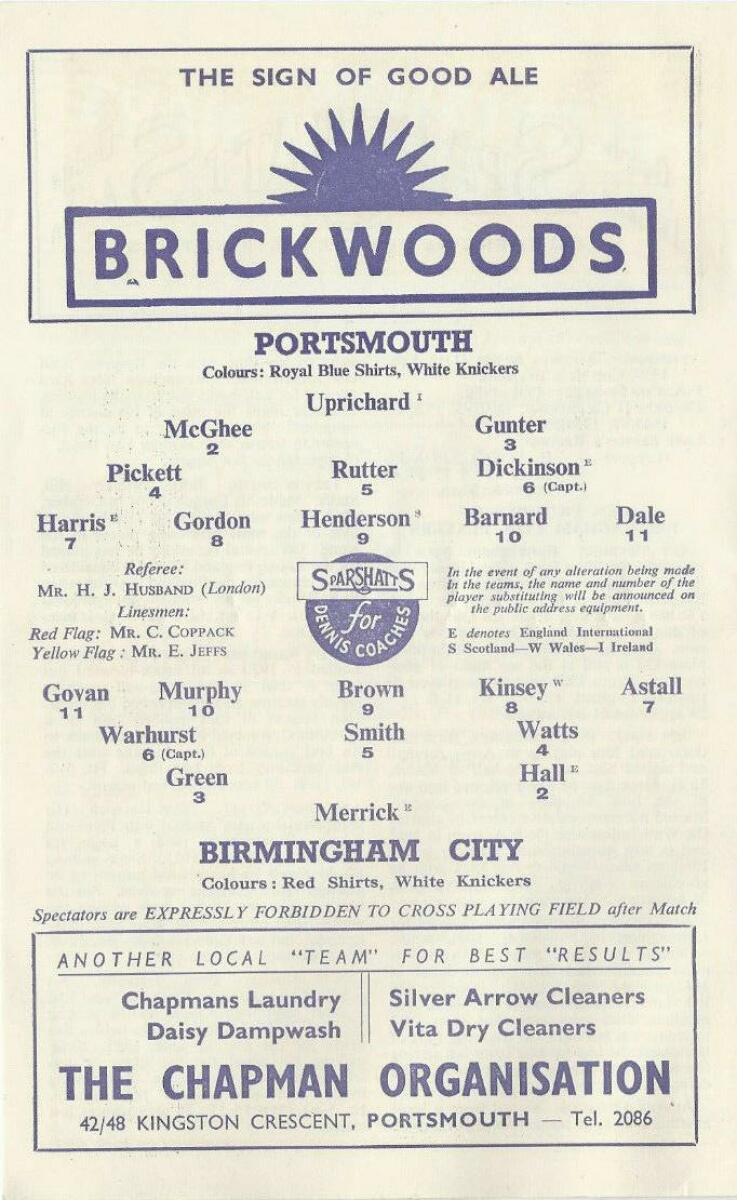 THE SIGN OF GOOD ALE
BRICKWOODS
PORTSMOUTH
Colours: Royal Blue Shirts, White Knickers
Uprichard I
McGhee Gunter
2 3
Pickett Rutter Dickinson E
4 5 6 (Capt.)
Harris E Gordon Henderson S Barnard Dale
7 8 9 10 11
Referee:
MR. H. J. HUSBAND (London)
Linesmen:
Red Flag: MR. C. COPPACK
Yellow Flag: MR. E. JEFFS
SPARSHATTS
for
DENNIS COACHES
In the event of any alteration being made
in the teams, the name and number of the
player substituting will be announced on
the public address equipment.
E denotes England International
S Scotland—W Wales—I Ireland
Govan Murphy Brown Kinsey W Astall
11 10 9 8 7
Warhurst Smith Watts
6 (Capt.) 5 4
Green Hall E
3 2
Merrick E
BIRMINGHAM CITY
Colours: Red Shirts, White Knickers
Spectators are EXPRESSLY FORBIDDEN TO CROSS PLAYING FIELD after Match
ANOTHER LOCAL "TEAM" FOR BEST "RESULTS"
Chapmans Laundry
Daisy Dampwash
Silver Arrow Cleaners
Vita Dry Cleaners
THE CHAPMAN ORGANISATION
42/48 KINGSTON CRESCENT, PORTSMOUTH — Tel. 2086